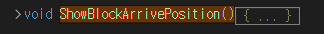 void ShowBlockArrivePosition() { ... }